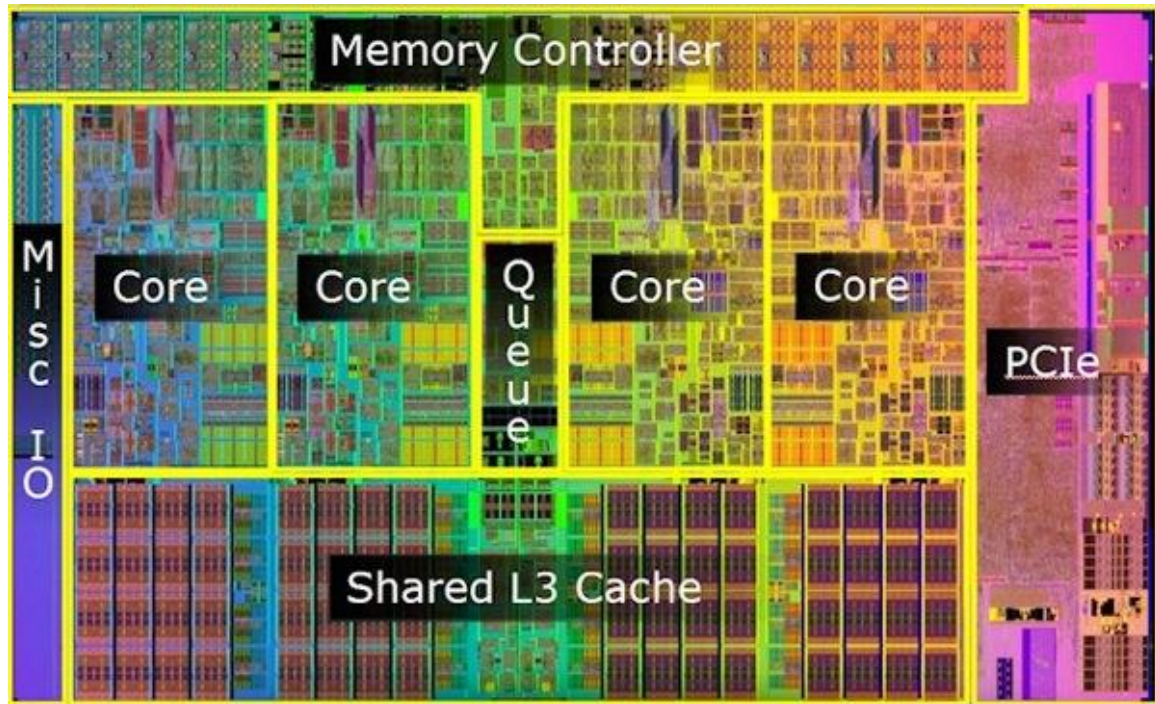 Memory Controller
Misc IO
Core
Core
Queue
Core
Core
PCIe
Shared L3 Cache